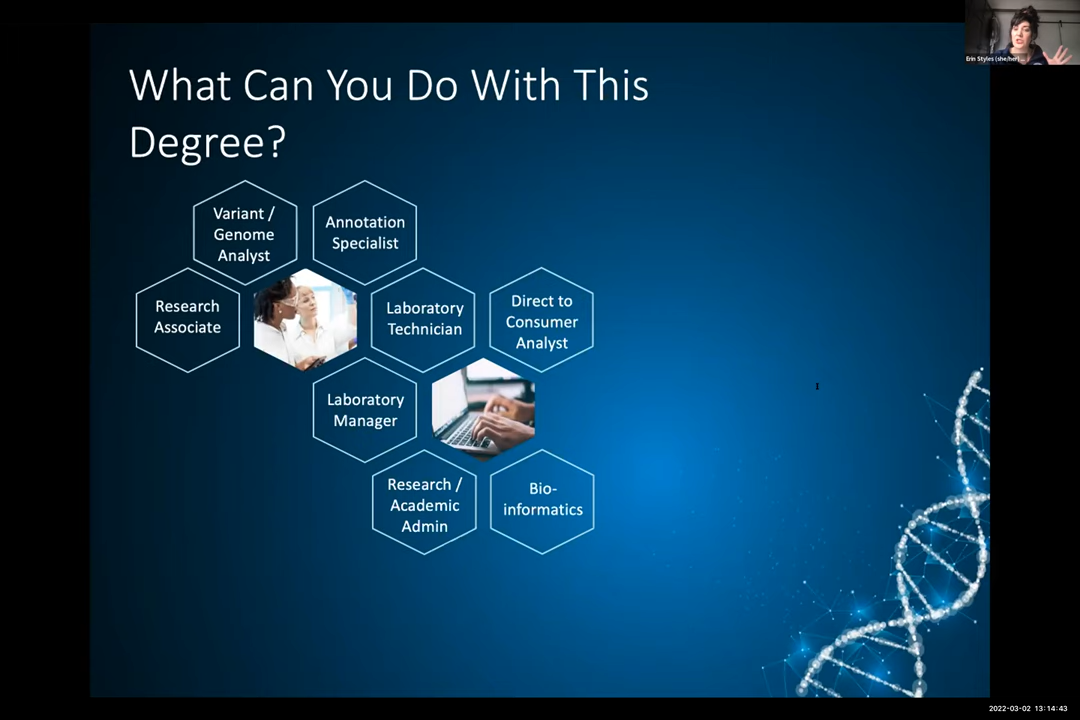 What Can You Do With This
Degree?
Variant /
Genome
Analyst
Annotation
Specialist
Research
Associate
Laboratory
Technician
Direct to
Consumer
Analyst
Laboratory
Manager
Research /
Academic
Admin
Bio-
informatics
Erin Styles (she/her)...
2022-03-02 13:14:43